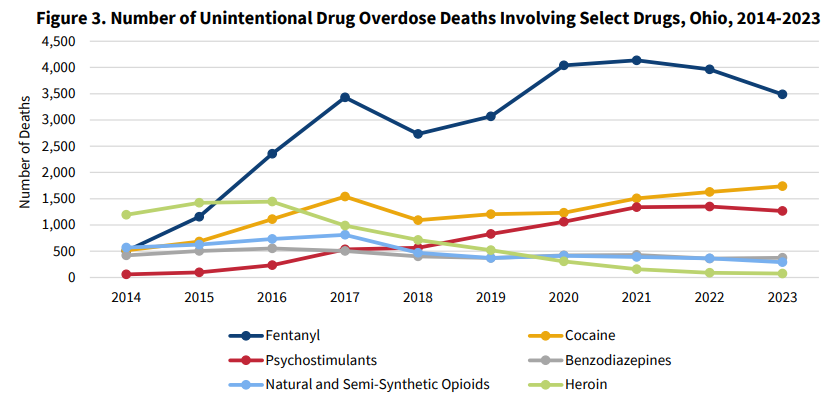 Figure 3. Number of Unintentional Drug Overdose Deaths Involving Select Drugs, Ohio, 2014-2023
Number of Deaths
4,500
4,000
3,500
3,000
2,500
2,000
1,500
1,000
500
0
2014 2015 2016 2017 2018 2019 2020 2021 2022 2023
Fentanyl Cocaine
Psychostimulants Benzodiazepines
Natural and Semi-Synthetic Opioids Heroin